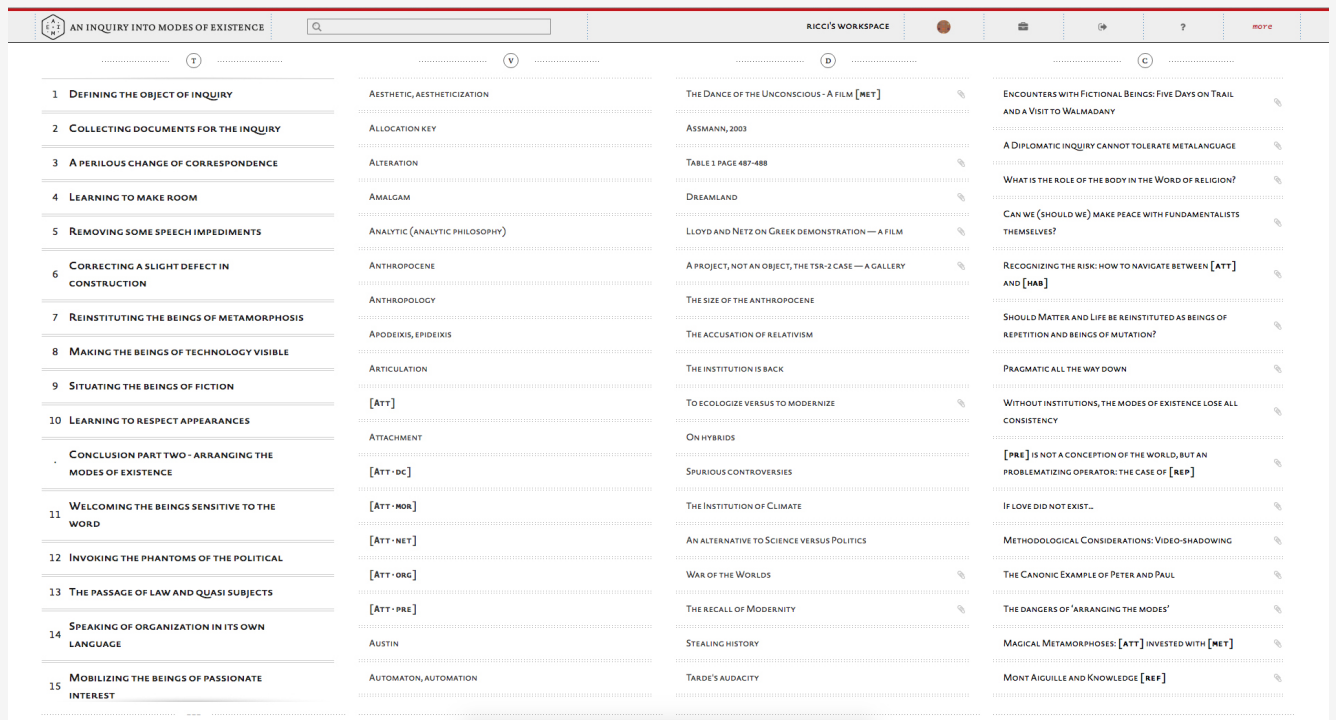 AN INQUIRY INTO MODES OF EXISTENCE
RICCI'S WORKSPACE
?
more
T
1 DEFINING THE OBJECT OF INQUIRY
2 COLLECTING DOCUMENTS FOR THE INQUIRY
3 A PERILOUS CHANGE OF CORRESPONDENCE
4 LEARNING TO MAKE ROOM
5 REMOVING SOME SPEECH IMPEDIMENTS
6 CORRECTING A SLIGHT DEFECT IN
CONSTRUCTION
7 REINSTITUTING THE BEINGS OF METAMORPHOSIS
8 MAKING THE BEINGS OF TECHNOLOGY VISIBLE
9 SITUATING THE BEINGS OF FICTION
10 LEARNING TO RESPECT APPEARANCES
. CONCLUSION PART TWO - ARRANGING THE
MODES OF EXISTENCE
11 WELCOMING THE BEINGS SENSITIVE TO THE
WORD
12 INVOKING THE PHANTOMS OF THE POLITICAL
13 THE PASSAGE OF LAW AND QUASI SUBJECTS
14 SPEAKING OF ORGANIZATION IN ITS OWN
LANGUAGE
15 MOBILIZING THE BEINGS OF PASSIONATE
INTEREST
V
AESTHETIC, AESTHETICIZATION
ALLOCATION KEY
ALTERATION
AMALGAM
ANALYTIC (ANALYTIC PHILOSOPHY)
ANTHROPOCENE
ANTHROPOLOGY
APODEIXIS, EPIDEIXIS
ARTICULATION
[ATT]
ATTACHMENT
[ATT·DC]
[ATT·MOR]
[ATT·NET]
[ATT·ORG]
[ATT·PRE]
AUSTIN
AUTOMATON, AUTOMATION
D
THE DANCE OF THE UNCONSCIOUS - A FILM [MET]
ASSMANN, 2003
TABLE 1 PAGE 487-488
DREAMLAND
LLOYD AND NETZ ON GREEK DEMONSTRATION — A FILM
A PROJECT, NOT AN OBJECT, THE TSR-2 CASE — A GALLERY
THE SIZE OF THE ANTHROPOCENE
THE ACCUSATION OF RELATIVISM
THE INSTITUTION IS BACK
TO ECOLOGIZE VERSUS TO MODERNIZE
ON HYBRIDS
SPURIOUS CONTROVERSIES
THE INSTITUTION OF CLIMATE
AN ALTERNATIVE TO SCIENCE VERSUS POLITICS
WAR OF THE WORLDS
THE RECALL OF MODERNITY
STEALING HISTORY
TARDE'S AUDACITY
C
ENCOUNTERS WITH FICTIONAL BEINGS: FIVE DAYS ON TRAIL
AND A VISIT TO WALMADANY
A DIPLOMATIC INQUIRY CANNOT TOLERATE METALANGUAGE
WHAT IS THE ROLE OF THE BODY IN THE WORD OF RELIGION?
CAN WE (SHOULD WE) MAKE PEACE WITH FUNDAMENTALISTS
THEMSELVES?
RECOGNIZING THE RISK: HOW TO NAVIGATE BETWEEN [ATT]
AND [HAB]
SHOULD MATTER AND LIFE BE REINSTITUTED AS BEINGS OF
REPETITION AND BEINGS OF MUTATION?
PRAGMATIC ALL THE WAY DOWN
WITHOUT INSTITUTIONS, THE MODES OF EXISTENCE LOSE ALL
CONSISTENCY
[PRE] IS NOT A CONCEPTION OF THE WORLD, BUT AN
PROBLEMATIZING OPERATOR: THE CASE OF [REP]
IF LOVE DID NOT EXIST...
METHODOLOGICAL CONSIDERATIONS: VIDEO-SHADOWING
THE CANONIC EXAMPLE OF PETER AND PAUL
THE DANGERS OF 'ARRANGING THE MODES'
MAGICAL METAMORPHOSES: [ATT] INVESTED WITH [MET]
MONT AIGUILLE AND KNOWLEDGE [REF]